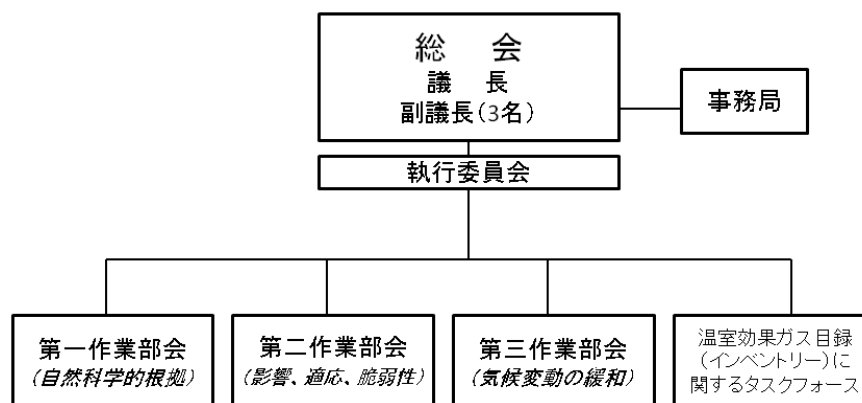 総 会
議 長
副議長(3名)
事務局
執行委員会
第一作業部会
(自然科学的根拠)
第二作業部会
(影響、適応、脆弱性)
第三作業部会
(気候変動の緩和)
温室効果ガス目録
(インベントリー)に
関するタスクフォース